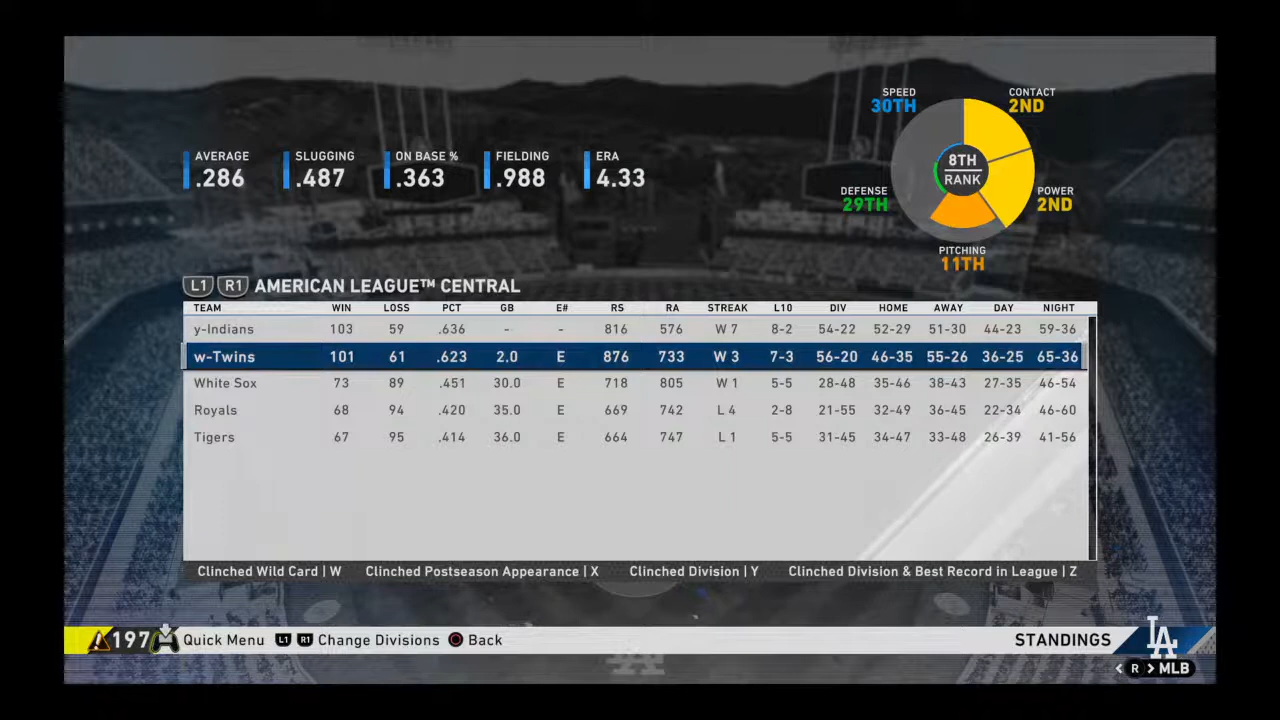 SPEED
30TH
CONTACT
2ND
AVERAGE SLUGGING ON BASE % FIELDING ERA
.286 .487 .363 .988 4.33
8TH
RANK
DEFENSE
29TH
POWER
2ND
PITCHING
11TH
L1 R1 AMERICAN LEAGUE™ CENTRAL
TEAM WIN LOSS PCT GB E# RS RA STREAK L10 DIV HOME AWAY DAY NIGHT
y-Indians 103 59 .636 - - 816 576 W 7 8-2 54-22 52-29 51-30 44-23 59-36
w-Twins 101 61 .623 2.0 E 876 733 W 3 7-3 56-20 46-35 55-26 36-25 65-36
White Sox 73 89 .451 30.0 E 718 805 W 1 5-5 28-48 35-46 38-43 27-35 46-54
Royals 68 94 .420 35.0 E 669 742 L 4 2-8 21-55 32-49 36-45 22-34 46-60
Tigers 67 95 .414 36.0 E 664 747 L 1 5-5 31-45 34-47 33-48 26-39 41-56
Clinched Wild Card | W Clinched Postseason Appearance | X Clinched Division | Y Clinched Division & Best Record in League | Z
197 Quick Menu L1 R1 Change Divisions Back STANDINGS LA
< R > MLB